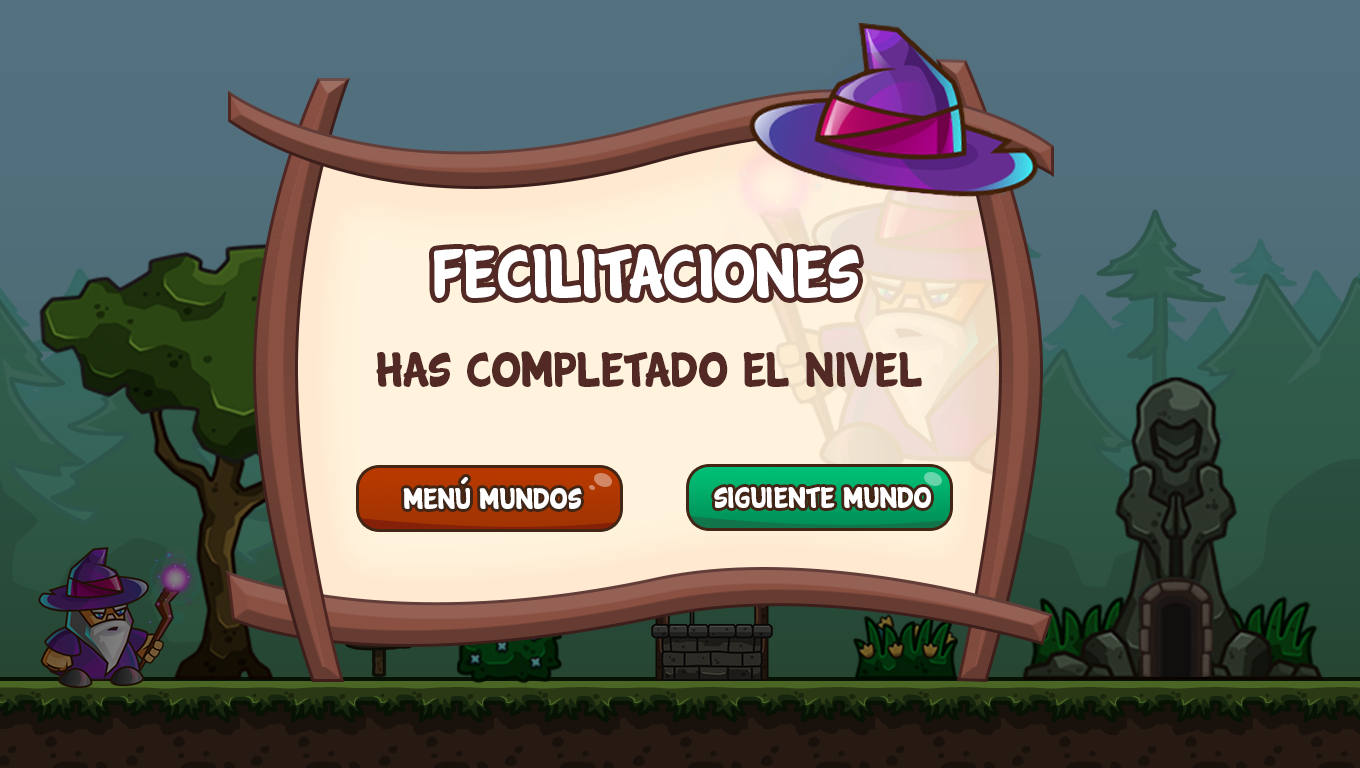 FECILITACIONES
HAS COMPLETADO EL NIVEL
MENÚ MUNDOS
SIGUIENTE MUNDO